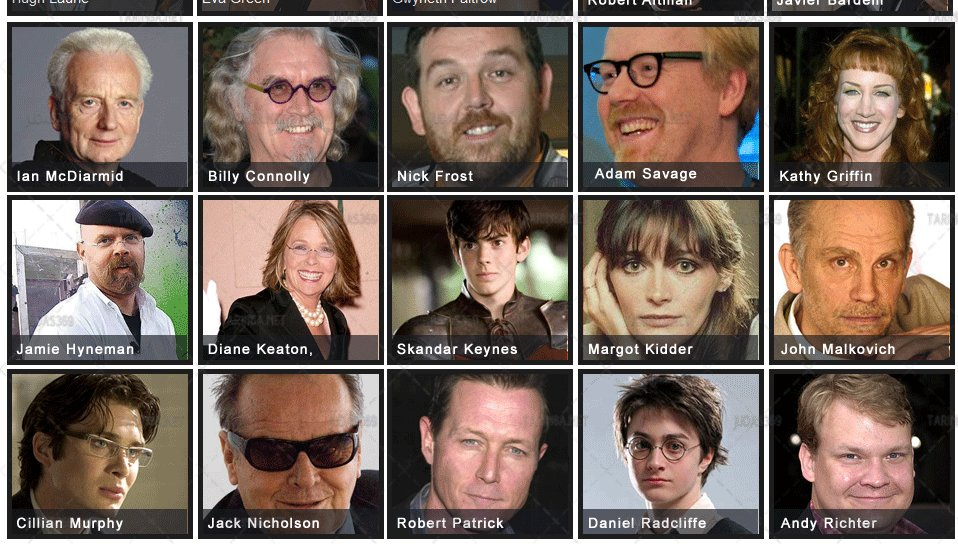 Hugh Laurie
Eva Green
Gwyneth Paltrow
Robert Altman
Javier Bardem
Ian McDiarmid
Billy Connolly
Nick Frost
Adam Savage
Kathy Griffin
Jamie Hyneman
Diane Keaton,
Skandar Keynes
Margot Kidder
John Malkovich
Cillian Murphy
Jack Nicholson
Robert Patrick
Daniel Radcliffe
Andy Richter